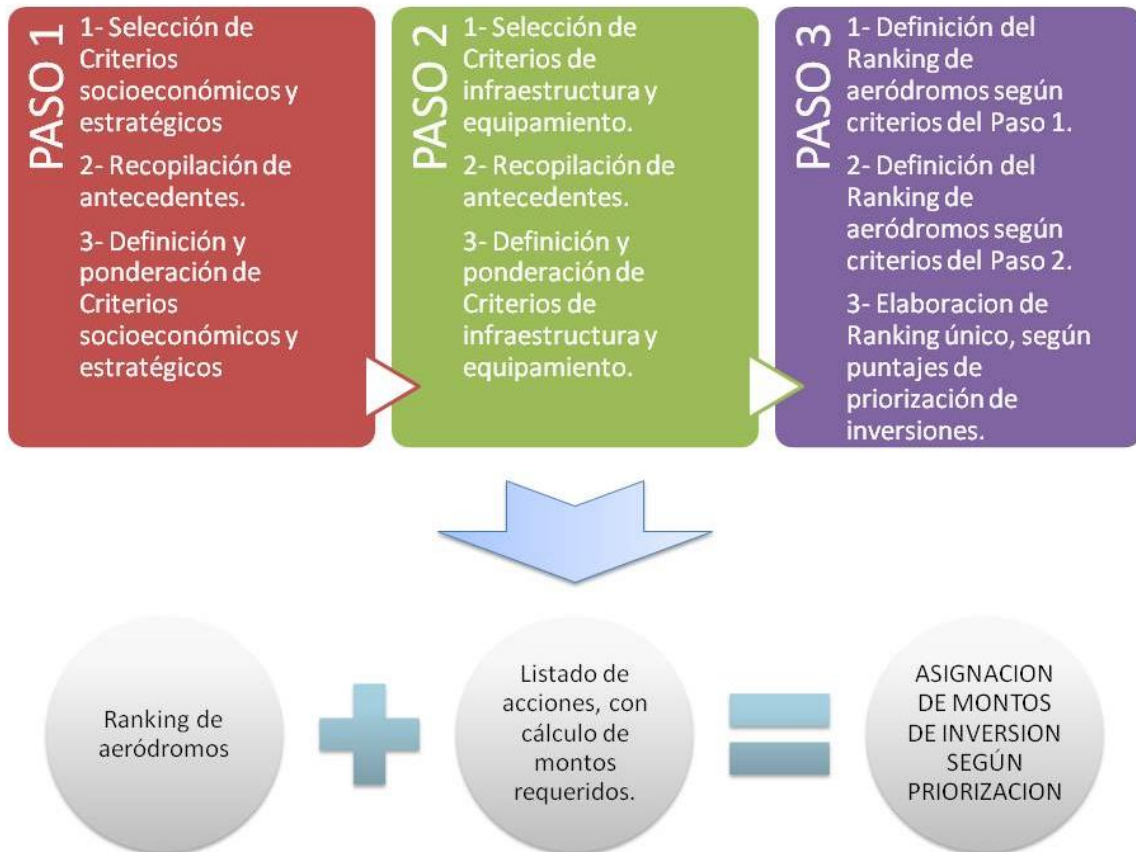 PASO 1
1- Selección de
Criterios
socioeconómicos y
estratégicos
2- Recopilación de
antecedentes.
3- Definición y
ponderación de
Criterios
socioeconómicos y
estratégicos
PASO 2
1- Selección de
Criterios de
infraestructura y
equipamiento.
2- Recopilación de
antecedentes.
3- Definición y
ponderación de
Criterios de
infraestructura y
equipamiento.
PASO 3
1- Definición del
Ranking de
aeródromos según
criterios del Paso 1.
2- Definición del
Ranking de
aeródromos según
criterios del Paso 2.
3- Elaboracion de
Ranking único, según
puntajes de
priorización de
inversiones.
Ranking de
aeródromos
Listado de
acciones, con
cálculo de
montos
requeridos.
ASIGNACION
DE MONTOS
DE INVERSION
SEGÚN
PRIORIZACION